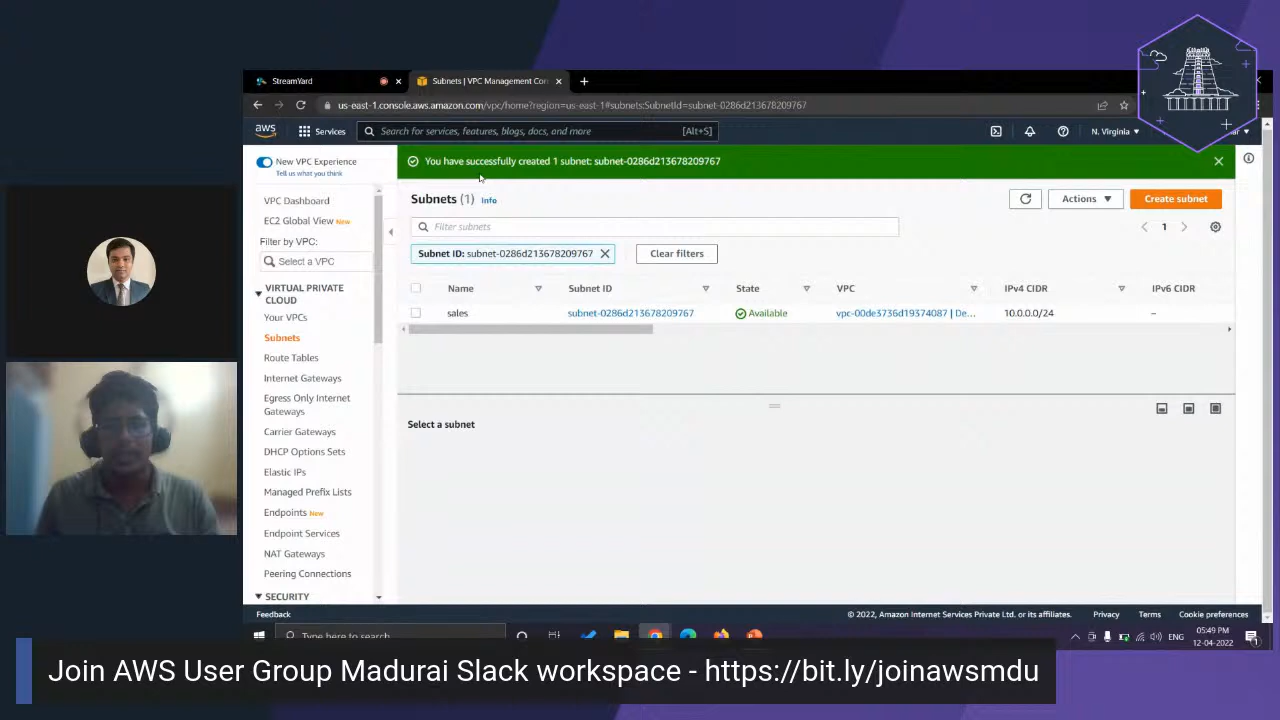 StreamYard
Subnets | VPC Management Con
us-east-1.console.aws.amazon.com/vpc/home?region=us-east-1#subnets:SubnetId=subnet-0286d213678209767
aws
Services
Search for services, features, blogs, docs, and more
[Alt+S]
N. Virginia
New VPC Experience
Tell us what you think
You have successfully created 1 subnet: subnet-0286d213678209767
VPC Dashboard
EC2 Global View New
Filter by VPC:
Select a VPC
VIRTUAL PRIVATE
CLOUD
Your VPCs
Subnets
Route Tables
Internet Gateways
Egress Only Internet
Gateways
Carrier Gateways
DHCP Options Sets
Elastic IPs
Managed Prefix Lists
Endpoints New
Endpoint Services
NAT Gateways
Peering Connections
SECURITY
Subnets (1) Info
Actions
Create subnet
Filter subnets
1
Subnet ID: subnet-0286d213678209767
Clear filters
Name Subnet ID State VPC IPv4 CIDR IPv6 CIDR
sales subnet-0286d213678209767 Available vpc-00de3736d19374087 | De... 10.0.0.0/24 –
Select a subnet
Feedback
© 2022, Amazon Internet Services Private Ltd. or its affiliates. Privacy Terms Cookie preferences
Type here to search
ENG
05:49 PM
12-04-2022
Join AWS User Group Madurai Slack workspace - https://bit.ly/joinawsmdu